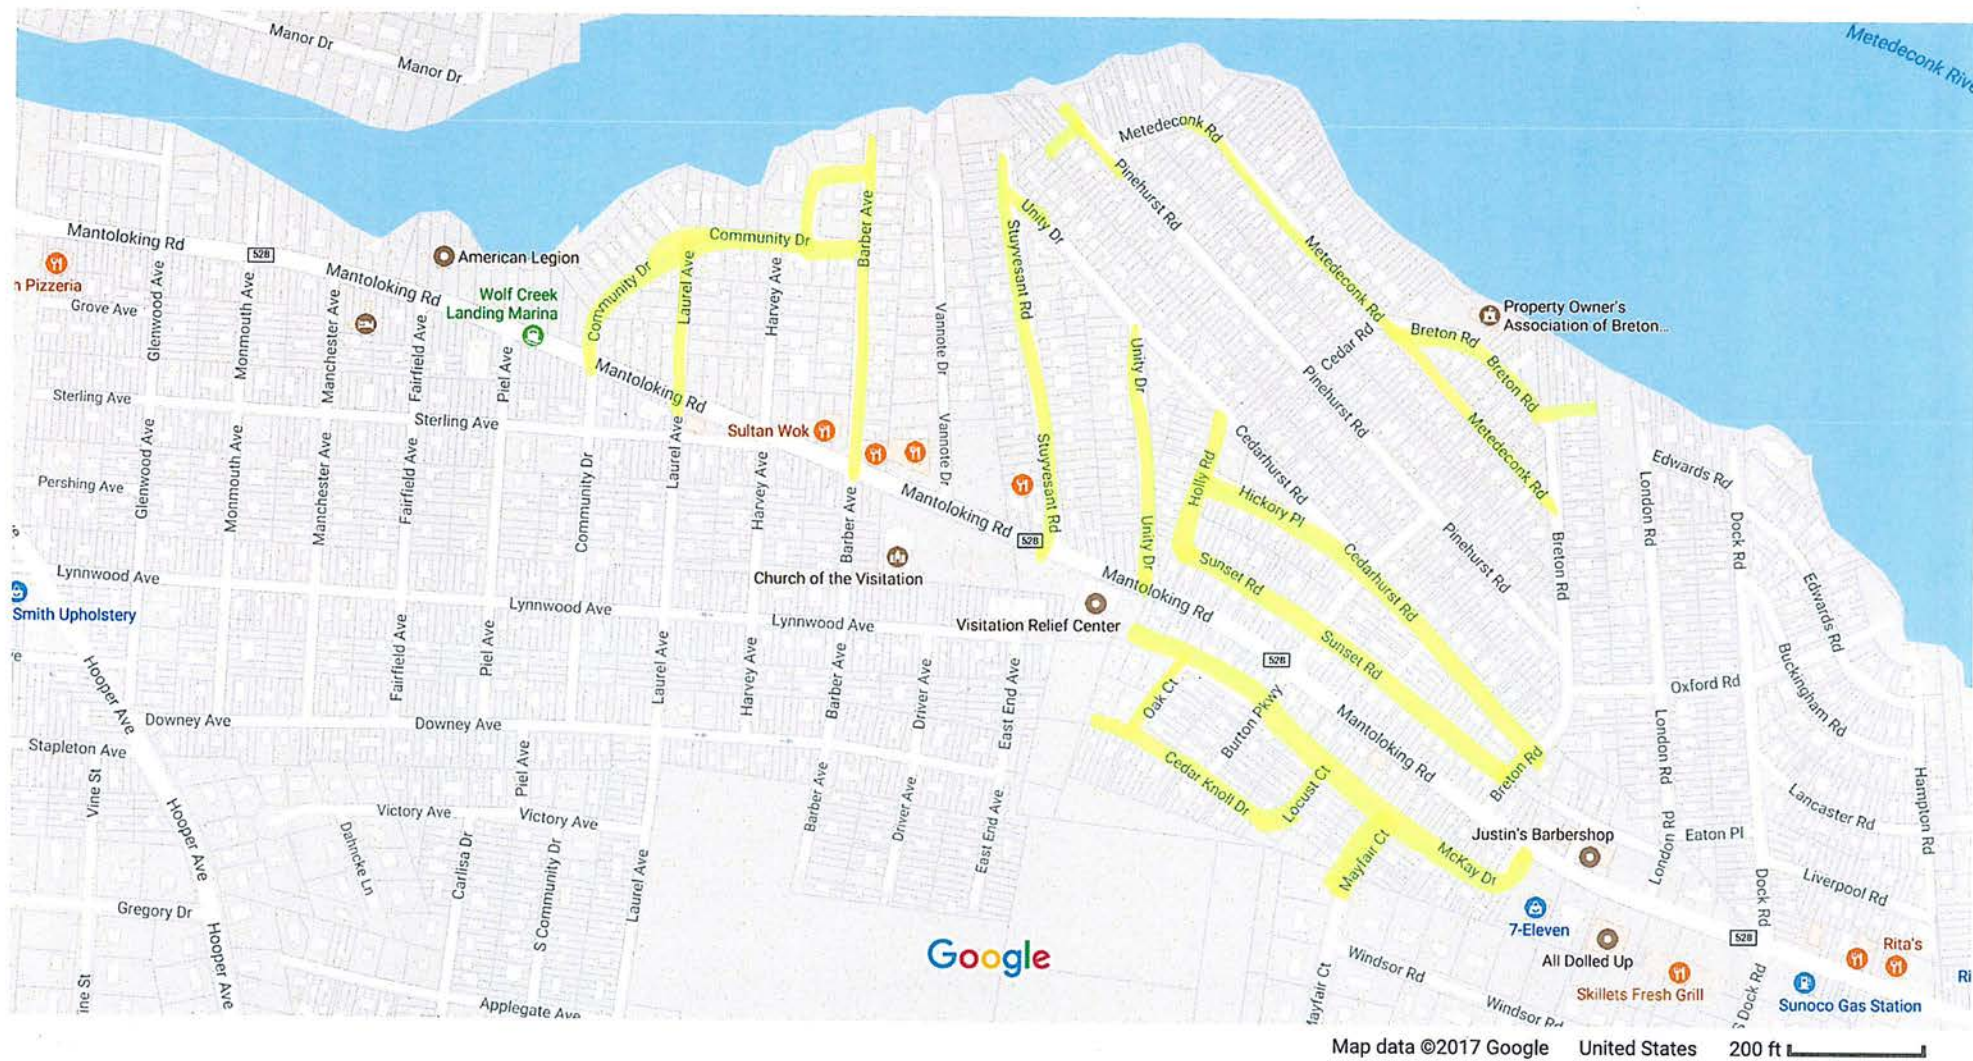 Manor Dr
Manor Dr
Metedeconk Rive
Metedeconk Rd
Pinehurst Rd
Mantoloking Rd
528
American Legion
Community Dr
Barber Ave
Unity Dr
Stuyvesant Rd
n Pizzeria
Grove Ave
Glenwood Ave
Monmouth Ave
Mantoloking Rd
Manchester Ave
Fairfield Ave
Wolf Creek
Landing Marina
Community Dr
Laurel Ave
Harvey Ave
Vannote Dr
Metedeconk Rd
Property Owner's
Association of Breton...
Cedar Rd
Breton Rd
Breton Rd
Unity Dr
Piel Ave
Mantoloking Rd
Pinehurst Rd
Sterling Ave
Sterling Ave
Sultan Wok
Laurel Ave
Vannote Dr
Stuyvesant Rd
Holly Rd
Cedarhurst Rd
Metedeconk Rd
London Rd
Edwards Rd
Pershing Ave
Glenwood Ave
Monmouth Ave
Manchester Ave
Fairfield Ave
Community Dr
Harvey Ave
Barber Ave
Mantoloking Rd
528
Hickory Pl
Unity Dr
Pinehurst Rd
Breton Rd
Dock Rd
Church of the Visitation
Lynnwood Ave
Lynnwood Ave
Lynnwood Ave
Visitation Relief Center
Mantoloking Rd
Sunset Rd
Cedarhurst Rd
Edwards Rd
Smith Upholstery
Hooper Ave
Fairfield Ave
Piel Ave
Laurel Ave
Harvey Ave
Barber Ave
Driver Ave
East End Ave
528
Sunset Rd
Oak Ct
Burton Pkwy
Mantoloking Rd
Oxford Rd
Buckingham Rd
London Rd
Downey Ave
Downey Ave
Stapleton Ave
Vine St
Piel Ave
Barber Ave
Driver Ave
East End Ave
Cedar Knoll Dr
Locust Ct
Breton Rd
Lancaster Rd
Hampton Rd
Hooper Ave
Victory Ave
Victory Ave
Dahncke Ln
Carlisa Dr
S Community Dr
Laurel Ave
Mayfair Ct
McKay Dr
Justin's Barbershop
London Rd
Rd
Eaton Pl
Liverpool Rd
Dock Rd
Gregory Dr
Hooper Ave
ine St
Applegate Ave
Google
7-Eleven
All Dolled Up
Skillets Fresh Grill
Windsor Rd
Windsor Rd
ayfair Ct
528
S Dock Rd
Rita's
Ri
Sunoco Gas Station
Map data ©2017 Google United States 200 ft